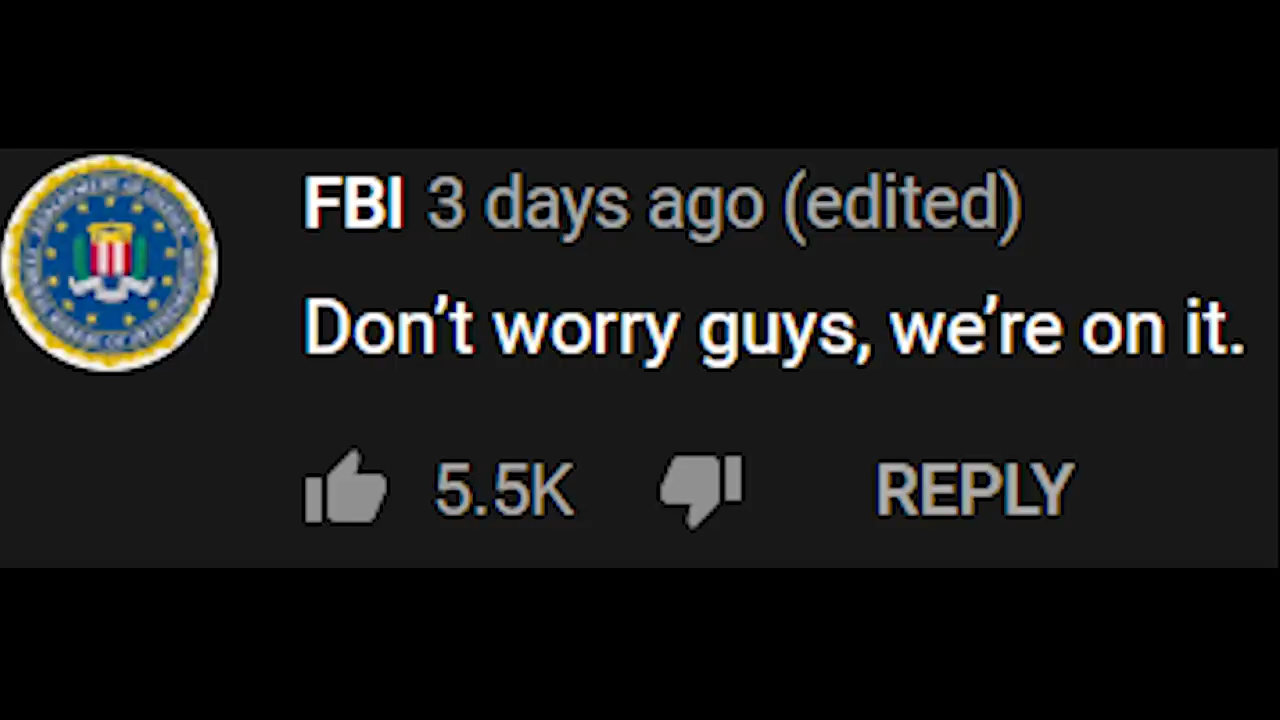 FBI 3 days ago (edited)
Don’t worry guys, we’re on it.
5.5K REPLY